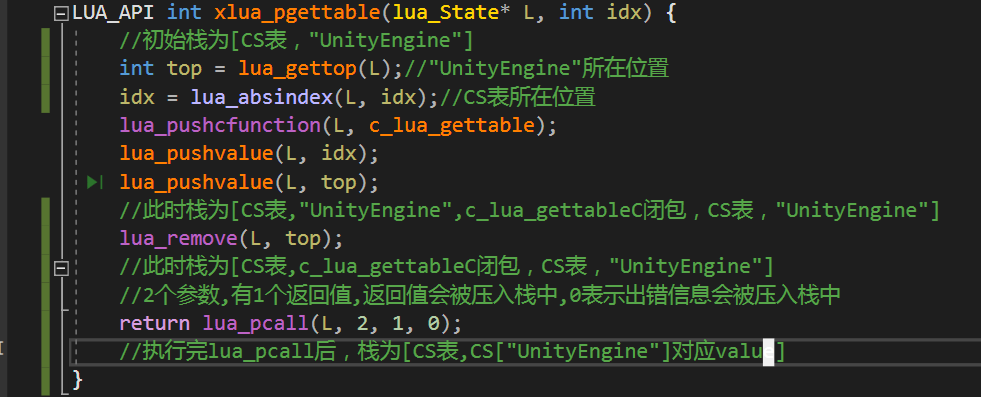 LUA_API int xlua_pgettable(lua_State* L, int idx) {
//初始栈为[CS表，"UnityEngine"]
int top = lua_gettop(L);//"UnityEngine"所在位置
idx = lua_absindex(L, idx);//CS表所在位置
lua_pushcfunction(L, c_lua_gettable);
lua_pushvalue(L, idx);
lua_pushvalue(L, top);
//此时栈为[CS表,"UnityEngine",c_lua_gettableC闭包，CS表，"UnityEngine"]
lua_remove(L, top);
//此时栈为[CS表,c_lua_gettableC闭包，CS表，"UnityEngine"]
//2个参数,有1个返回值,返回值会被压入栈中,0表示出错信息会被压入栈中
return lua_pcall(L, 2, 1, 0);
//执行完lua_pcall后，栈为[CS表,CS["UnityEngine"]对应value]
}